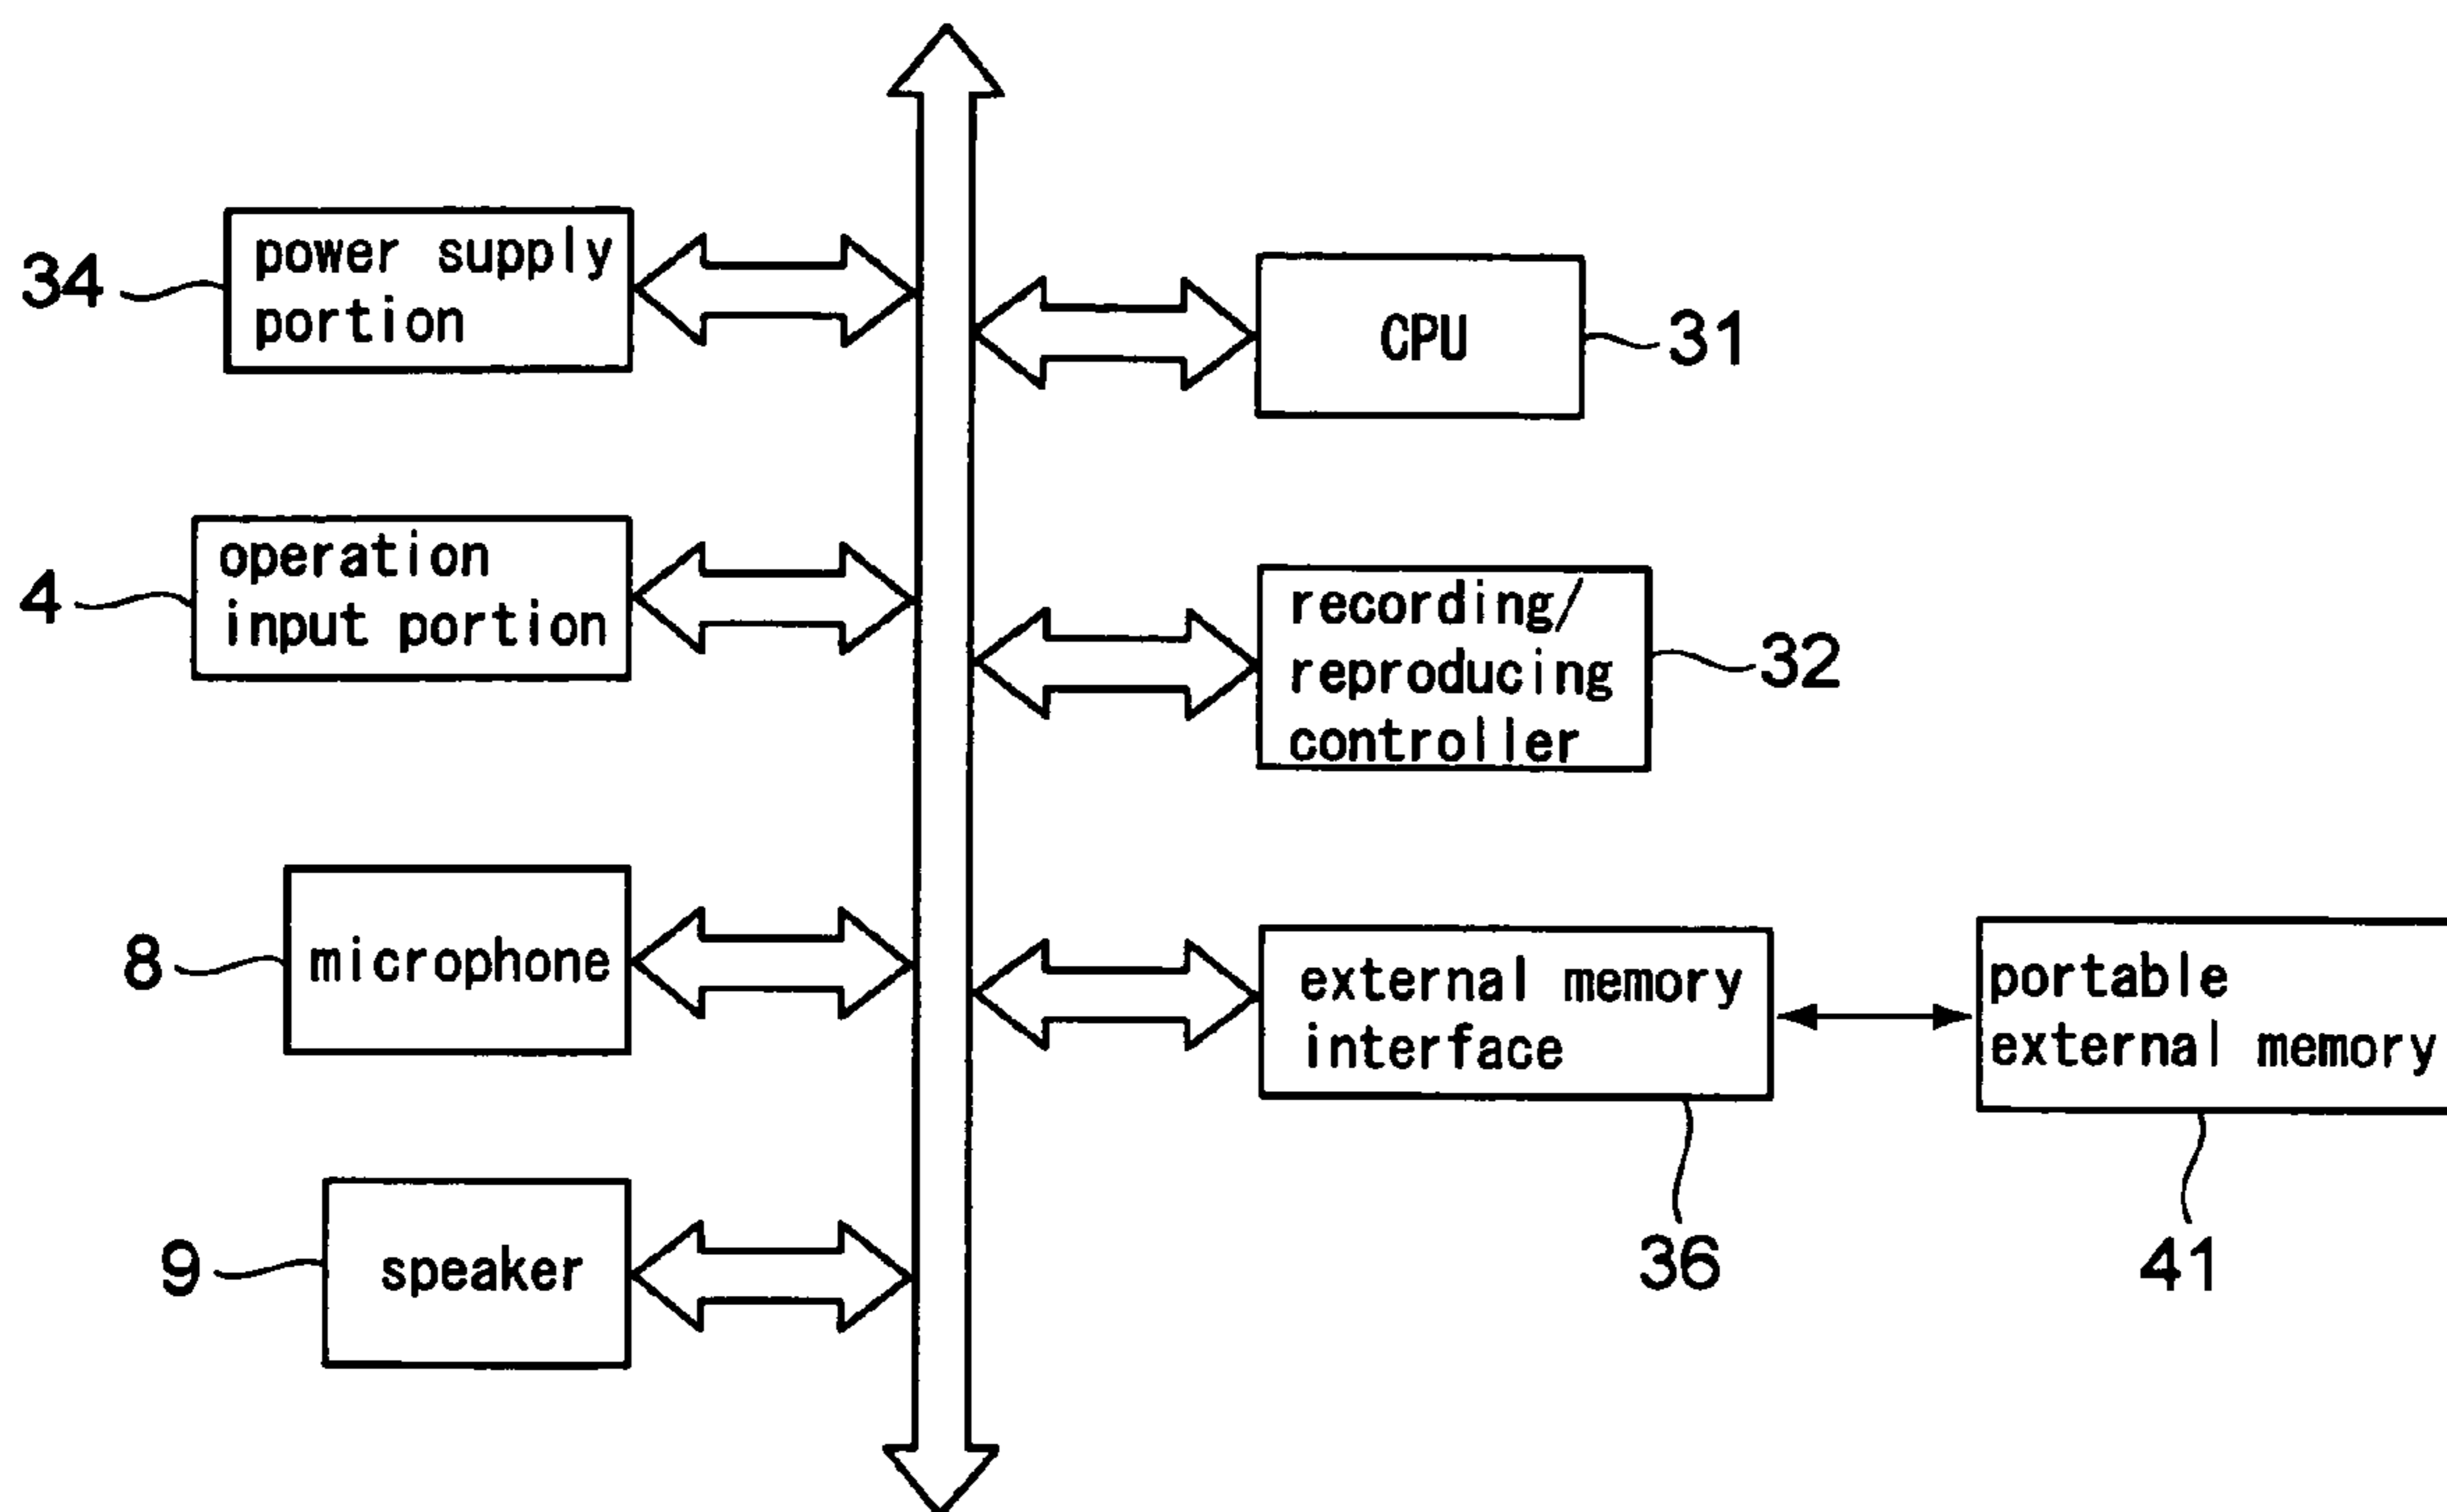 34
power supply
portion
CPU
31
4
operation
input portion
recording/
reproducing
controller
32
8
microphone
external memory
interface
36
portable
external memory
41
9
speaker